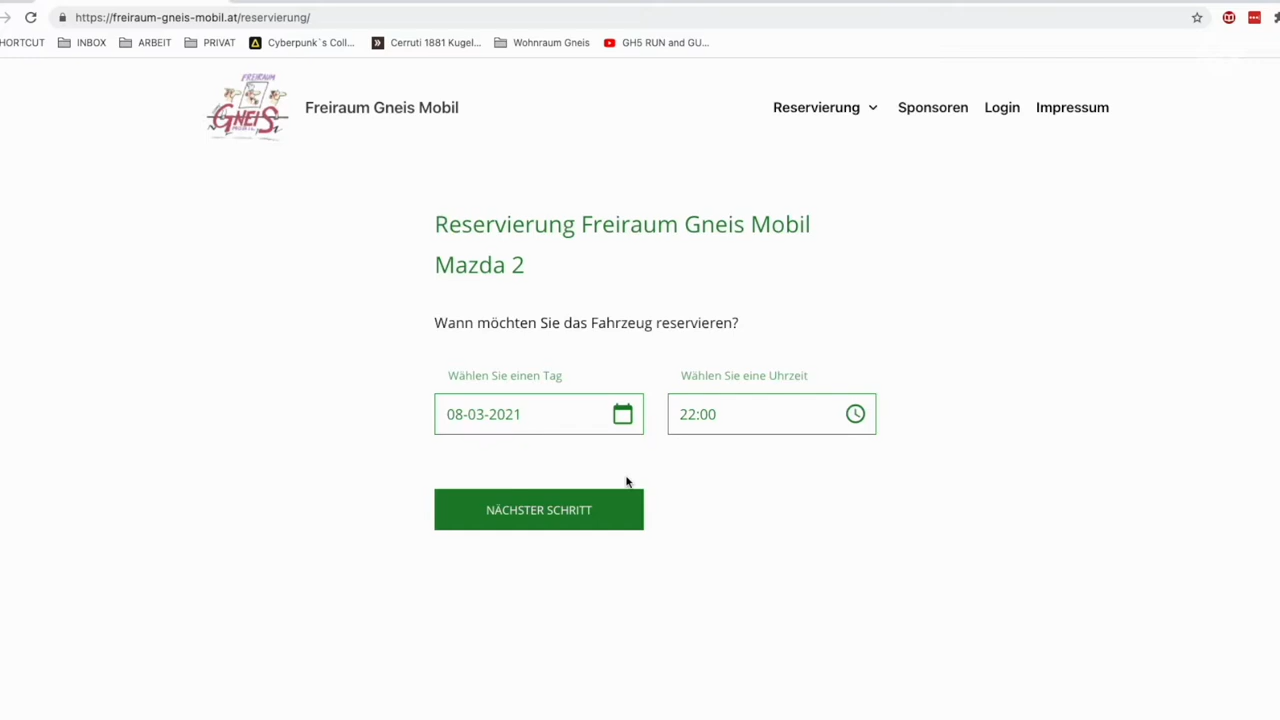 https://freiraum-gneis-mobil.at/reservierung/
HORTCUT INBOX ARBEIT PRIVAT Cyberpunk`s Coll... Cerruti 1881 Kugel... Wohnraum Gneis GH5 RUN and GU...
FREIRAUM
GNEIS
Freiraum Gneis Mobil
Reservierung Sponsoren Login Impressum
Reservierung Freiraum Gneis Mobil
Mazda 2
Wann möchten Sie das Fahrzeug reservieren?
Wählen Sie einen Tag Wählen Sie eine Uhrzeit
08-03-2021 22:00
NÄCHSTER SCHRITT